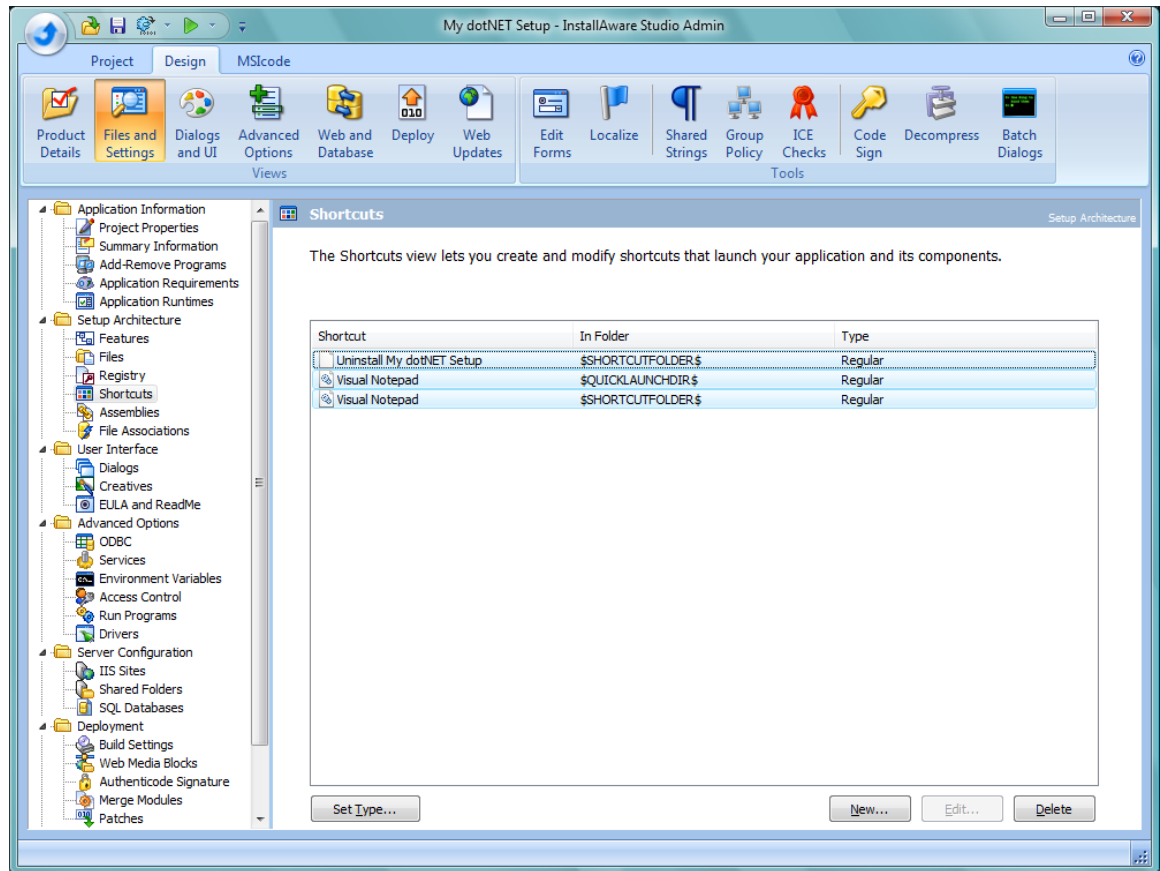 My dotNET Setup - InstallAware Studio Admin
Project Design MSIcode
Product Details
Files and Settings
Dialogs and UI
Advanced Options
Web and Database
Deploy
Web Updates
Edit Forms
Localize
Shared Strings
Group Policy
ICE Checks
Code Sign
Decompress
Batch Dialogs
Views
Tools
Application Information
Project Properties
Summary Information
Add-Remove Programs
Application Requirements
Application Runtimes
Setup Architecture
Features
Files
Registry
Shortcuts
Assemblies
File Associations
User Interface
Dialogs
Creatives
EULA and ReadMe
Advanced Options
ODBC
Services
Environment Variables
Access Control
Run Programs
Drivers
Server Configuration
IIS Sites
Shared Folders
SQL Databases
Deployment
Build Settings
Web Media Blocks
Authenticode Signature
Merge Modules
Patches
Shortcuts
Setup Architecture
The Shortcuts view lets you create and modify shortcuts that launch your application and its components.
Shortcut In Folder Type
Uninstall My dotNET Setup $SHORTCUTFOLDER$ Regular
Visual Notepad $QUICKLAUNCHDIR$ Regular
Visual Notepad $SHORTCUTFOLDER$ Regular
Set Type... New... Edit... Delete